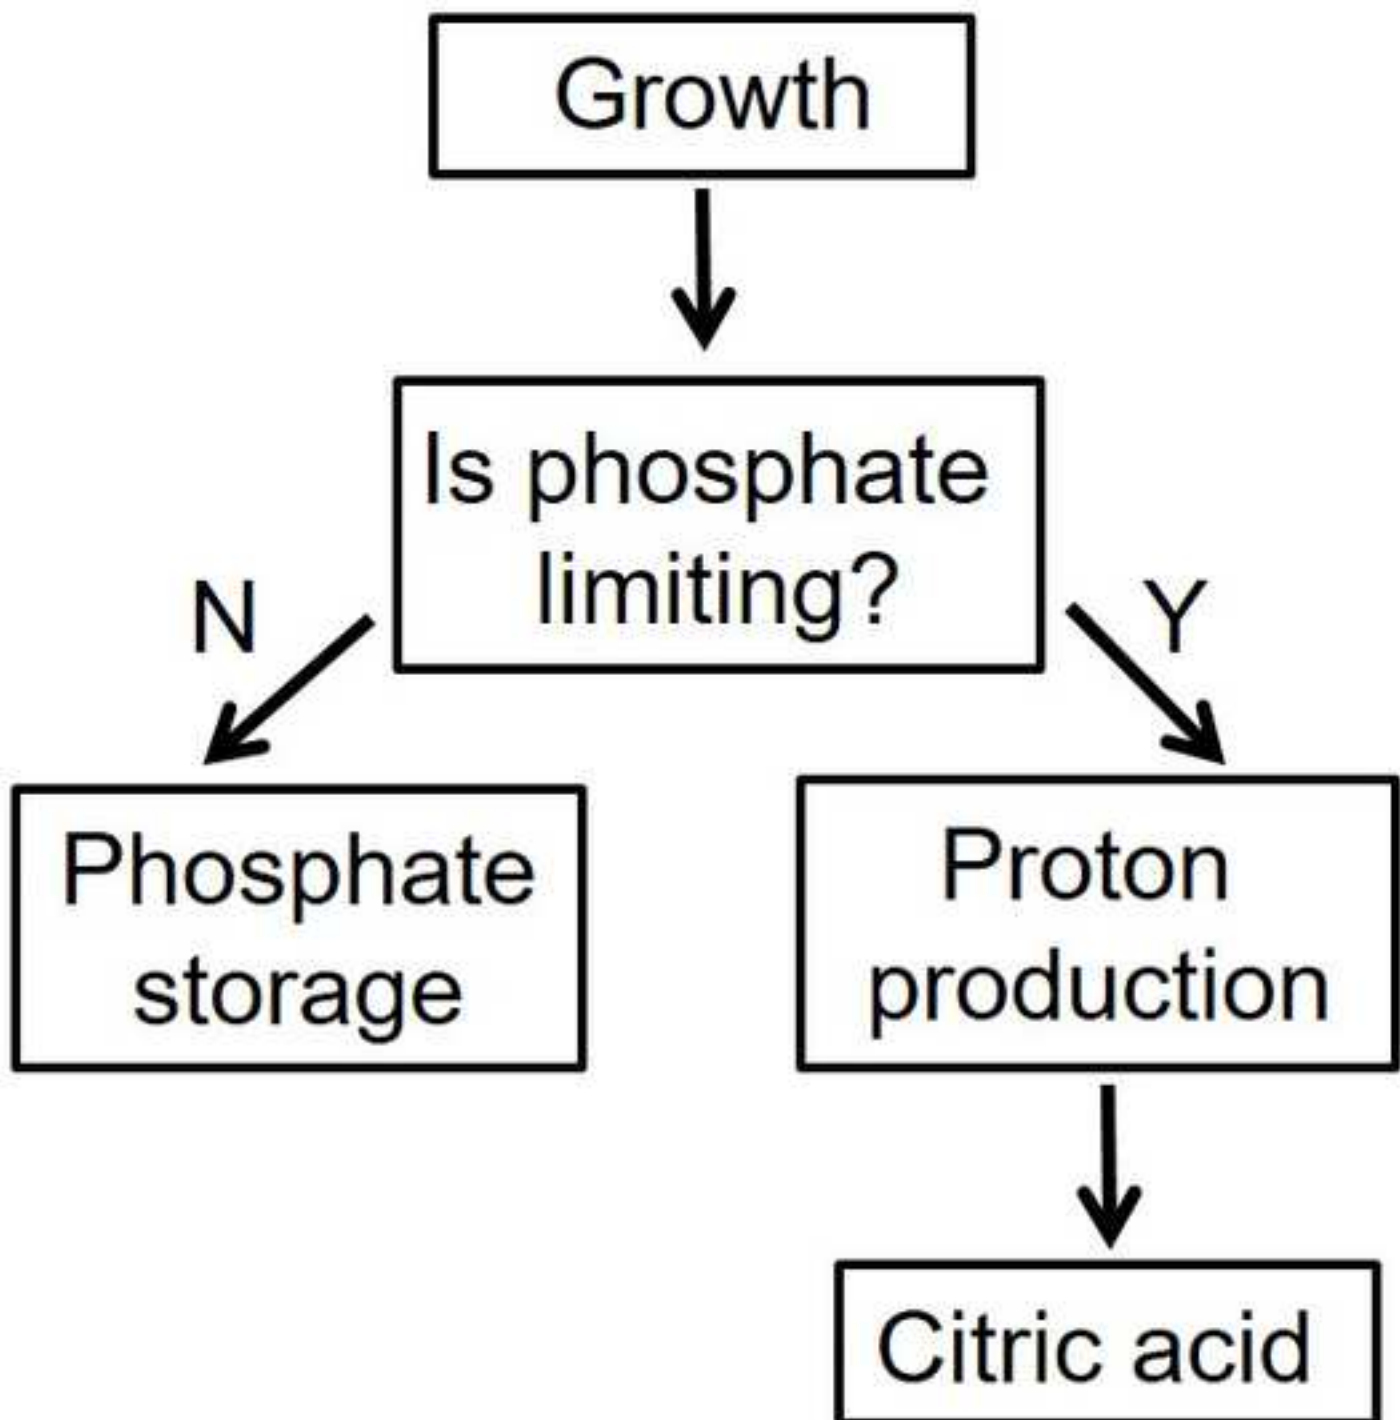 Growth
Is phosphate
limiting?
N
Y
Phosphate
storage
Proton
production
Citric acid